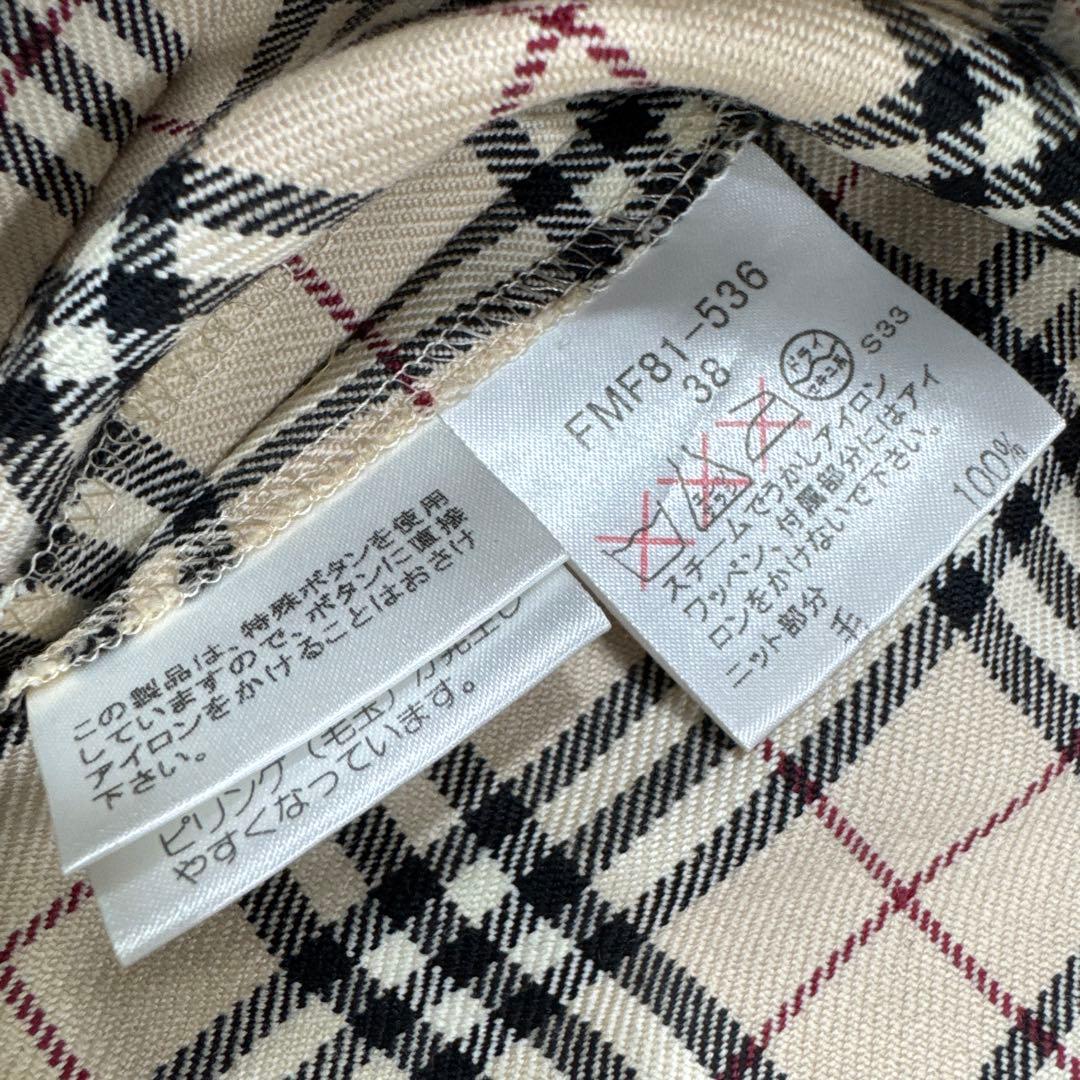 FMF81-536
38
ドライ
S33
スチームでうかしアイロン
ワッペン、付属部分にはアイ
ロンをかけないで下さい。
ニット部分
毛 100%
この製品は、特殊ボタンを使用
していますので、ボタンに直接
アイロンをかけることはおさけ
下さい。
ピリング(毛玉)が発生し
やすくなっています。